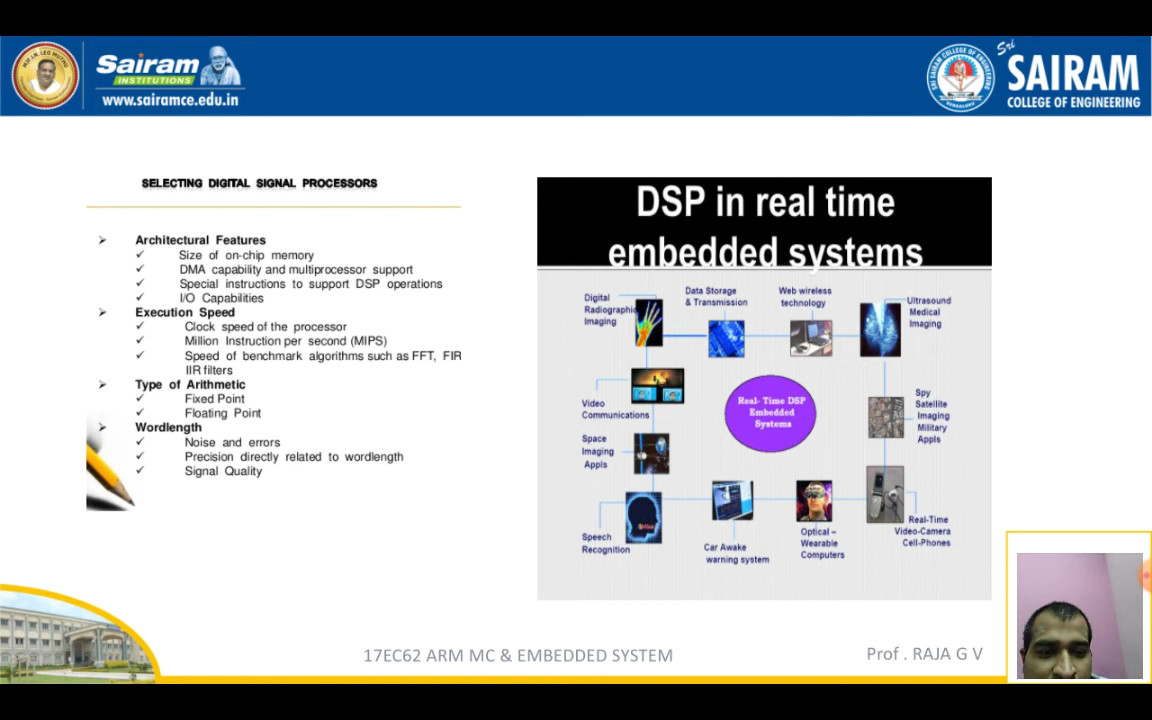 Sairam
INSTITUTIONS
www.sairamce.edu.in
Sri
SAIRAM
COLLEGE OF ENGINEERING
SELECTING DIGITAL SIGNAL PROCESSORS
Architectural Features
Size of on-chip memory
DMA capability and multiprocessor support
Special instructions to support DSP operations
I/O Capabilities
Execution Speed
Clock speed of the processor
Million Instruction per second (MIPS)
Speed of benchmark algorithms such as FFT, FIR
IIR filters
Type of Arithmetic
Fixed Point
Floating Point
Wordlength
Noise and errors
Precision directly related to wordlength
Signal Quality
DSP in real time
embedded systems
Digital
Radiographic
Imaging
Data Storage
& Transmission
Web wireless
technology
Ultrasound
Medical
Imaging
Video
Communications
Real- Time DSP
Embedded
Systems
Spy
Satellite
Imaging
Military
Appls
Space
Imaging
Appls
Speech
Recognition
Car Awake
warning system
Optical –
Wearable
Computers
Real-Time
Video-Camera
Cell-Phones
17EC62 ARM MC & EMBEDDED SYSTEM
Prof . RAJA G V